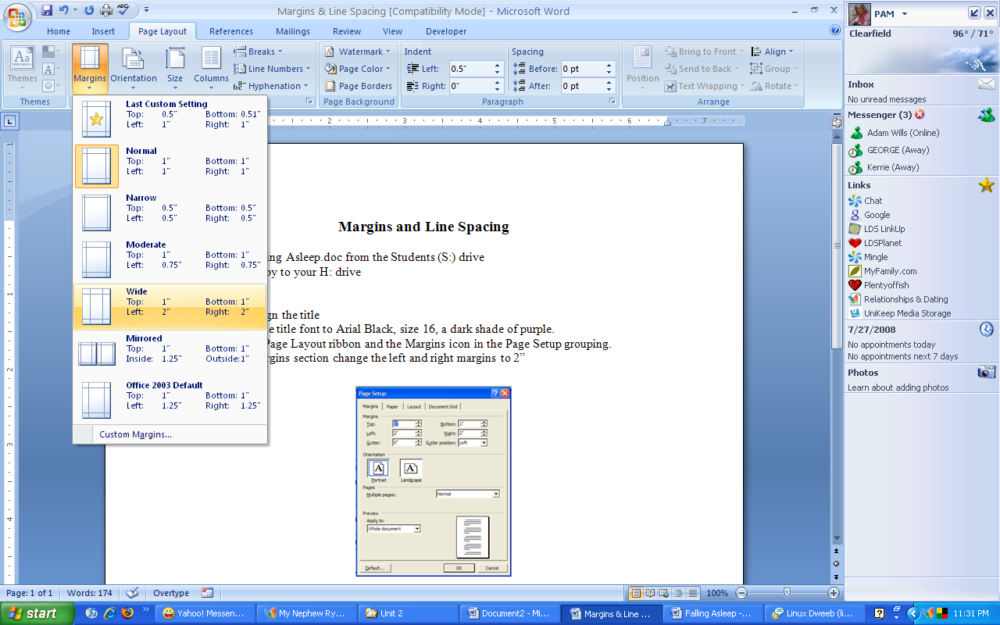 Margins & Line Spacing [Compatibility Mode] - Microsoft Word
Home Insert Page Layout References Mailings Review View Developer
Themes
Themes
Margins
Orientation
Size
Columns
Breaks
Line Numbers
Hyphenation
Watermark
Page Color
Page Borders
Page Background
Indent
Left: 0.5"
Right: 0"
Spacing
Before: 0 pt
After: 0 pt
Paragraph
Position
Bring to Front
Send to Back
Text Wrapping
Align
Group
Rotate
Arrange
Last Custom Setting
Top: 0.5" Bottom: 0.51"
Left: 1" Right: 1"
Normal
Top: 1" Bottom: 1"
Left: 1" Right: 1"
Narrow
Top: 0.5" Bottom: 0.5"
Left: 0.5" Right: 0.5"
Moderate
Top: 1" Bottom: 1"
Left: 0.75" Right: 0.75"
Wide
Top: 1" Bottom: 1"
Left: 2" Right: 2"
Mirrored
Top: 1" Bottom: 1"
Inside: 1.25" Outside: 1"
Office 2003 Default
Top: 1" Bottom: 1"
Left: 1.25" Right: 1.25"
Custom Margins...
1 2 3 4 5 6 7
1
1
2
3
4
Margins and Line Spacing
ng Asleep.doc from the Students (S:) drive
py to your H: drive
gn the title
e title font to Arial Black, size 16, a dark shade of purple.
Page Layout ribbon and the Margins icon in the Page Setup grouping.
rgins section change the left and right margins to 2"
Page Setup
Margins Paper Layout Document Grid
Margins
Top: Bottom: 1"
Left: 2" Right: 2"
Gutter: 0" Gutter position: Left
Orientation
Portrait Landscape
Pages
Multiple pages: Normal
Preview
Apply to:
Whole document
Default... OK Cancel
PAM
Clearfield 96° / 71°
Inbox
No unread messages
Messenger (3)
Adam Wills (Online)
GEORGE (Away)
Kerrie (Away)
Links
Chat
Google
LDS LinkUp
LDSPlanet
Mingle
MyFamily.com
Plentyoffish
Relationships & Dating
UniKeep Media Storage
7/27/2008
No appointments today
No appointments next 7 days
Photos
Learn about adding photos
Page: 1 of 1 Words: 174 Overtype 100%
start
Yahoo! Messen...
My Nephew Ry...
Unit 2
Document2 - Mi...
Margins & Line ...
Falling Asleep -...
Linux Dweeb (li...
11:31 PM